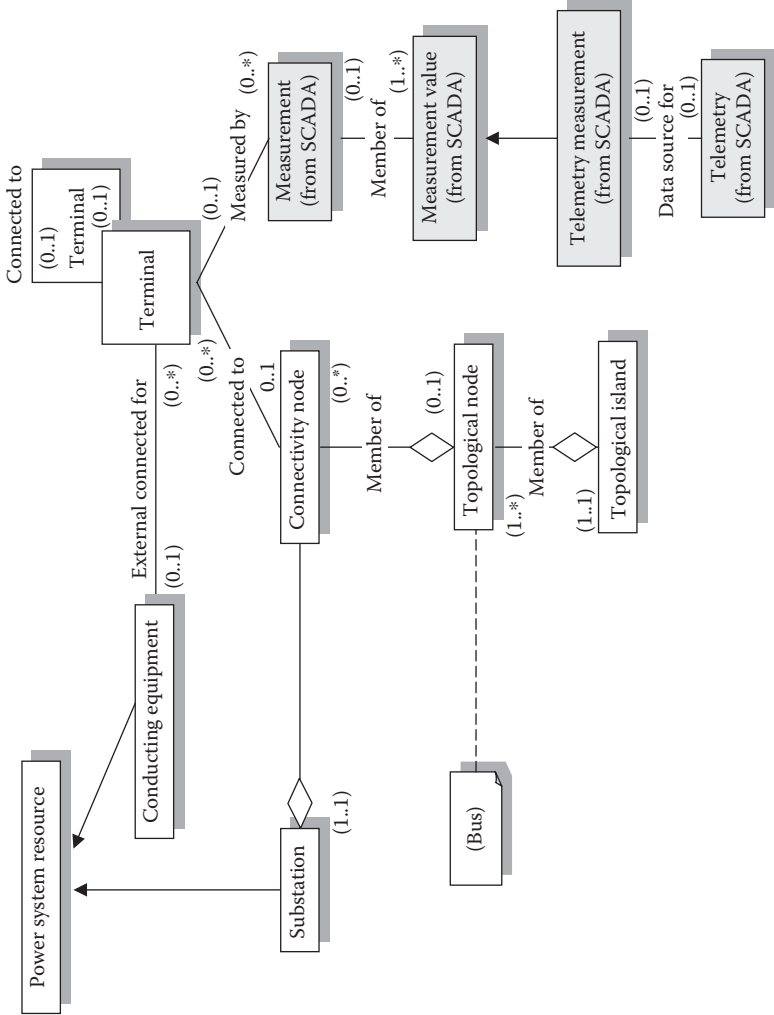 Connected to
(0..1)
Terminal
(0..1)
Terminal
(0..1)
Measured by
(0..*)
Measurement
(from SCADA)
(0..1)
Member of
(1..*)
Measurement value
(from SCADA)
Telemetry measurement
(from SCADA)
(0..1)
Data source for
(0..1)
Telemetry
(from SCADA)
External connected for
(0..1)
(0..*)
(0..*)
Connected to
0..1
Connectivity node
(0..*)
Member of
(0..1)
Topological node
(1..*)
Member of
(1..1)
Topological island
Power system resource
Conducting equipment
Substation
(1..1)
(Bus)